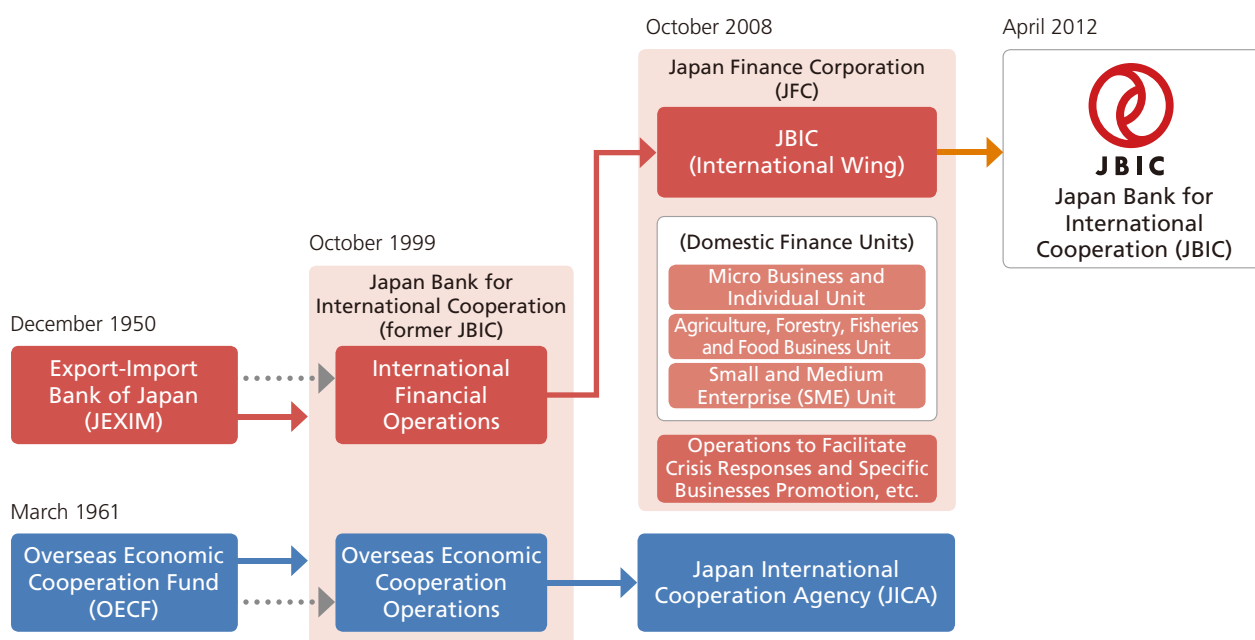 December 1950
Export-Import
Bank of Japan
(JEXIM)
March 1961
Overseas Economic
Cooperation Fund
(OECF)
October 1999
Japan Bank for
International Cooperation
(former JBIC)
International
Financial
Operations
Overseas Economic
Cooperation
Operations
October 2008
Japan Finance Corporation
(JFC)
JBIC
(International Wing)
(Domestic Finance Units)
Micro Business and
Individual Unit
Agriculture, Forestry, Fisheries
and Food Business Unit
Small and Medium
Enterprise (SME) Unit
Operations to Facilitate
Crisis Responses and Specific
Businesses Promotion, etc.
Japan International
Cooperation Agency (JICA)
April 2012
JBIC
Japan Bank for
International
Cooperation (JBIC)